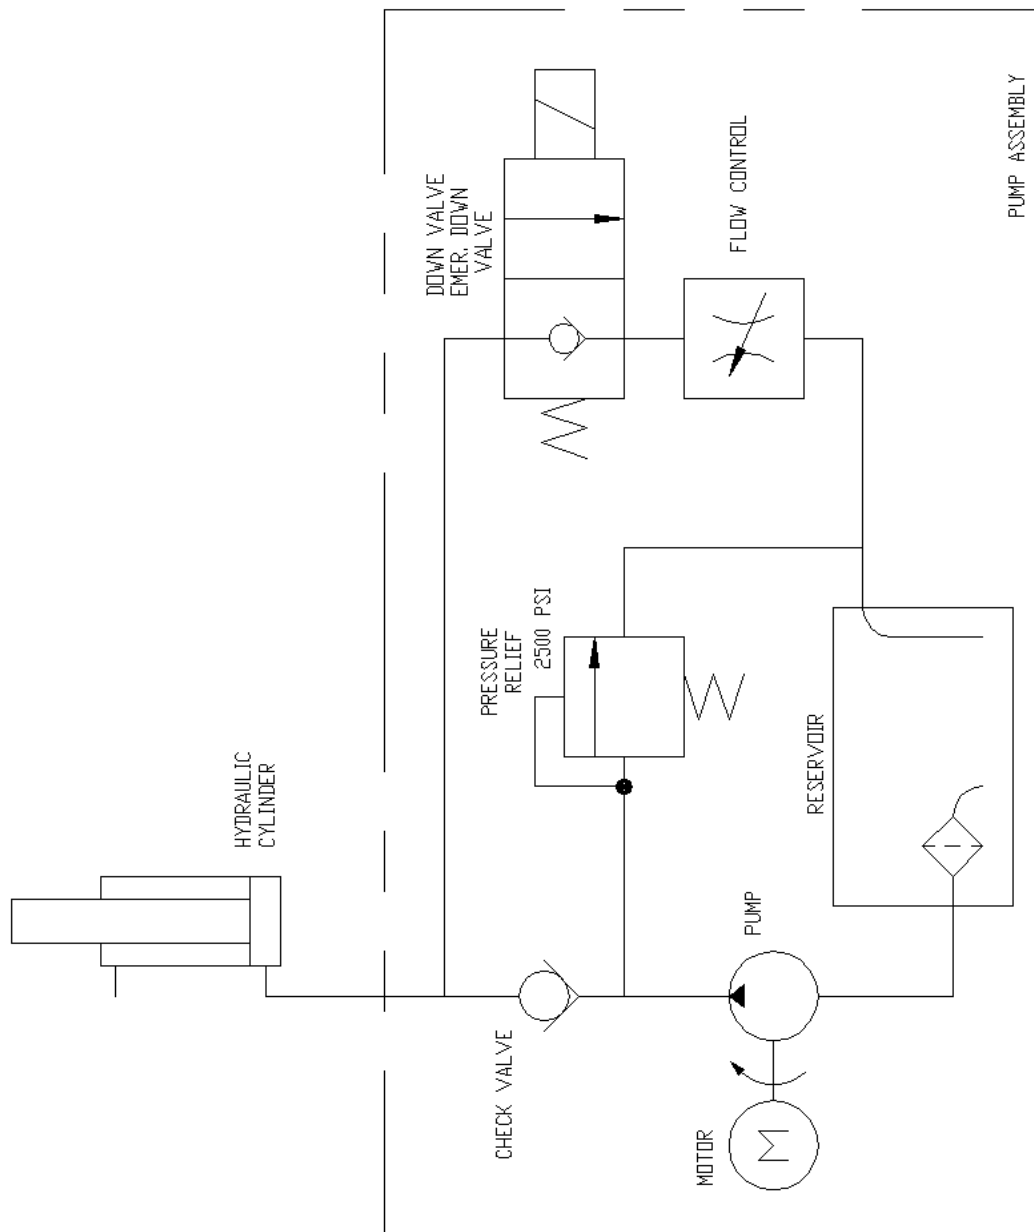 HYDRAULIC
CYLINDER
DOWN VALVE
EMER. DOWN
VALVE
PRESSURE
RELIEF
2500 PSI
CHECK VALVE
FLOW CONTROL
PUMP
MOTOR
M
RESERVOIR
PUMP ASSEMBLY